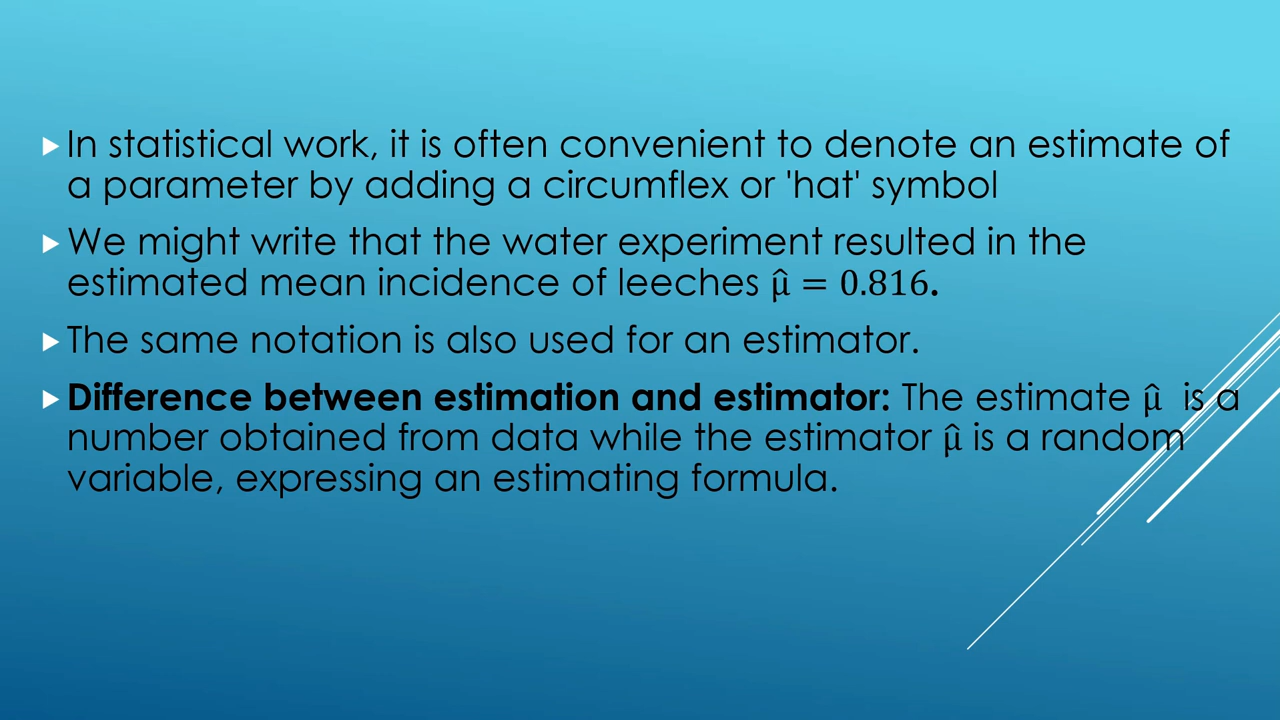 In statistical work, it is often convenient to denote an estimate of
a parameter by adding a circumflex or 'hat' symbol
We might write that the water experiment resulted in the
estimated mean incidence of leeches μ̂ = 0.816.
The same notation is also used for an estimator.
Difference between estimation and estimator: The estimate μ̂ is a
number obtained from data while the estimator μ̂ is a random
variable, expressing an estimating formula.